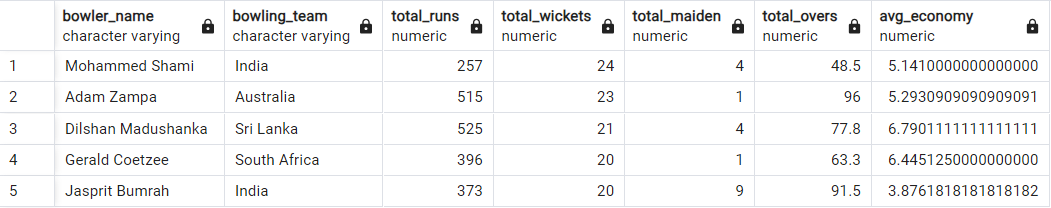 bowler_name bowling_team total_runs total_wickets total_maiden total_overs avg_economy
character varying character varying numeric numeric numeric numeric numeric
1 Mohammed Shami India 257 24 4 48.5 5.1410000000000000
2 Adam Zampa Australia 515 23 1 96 5.2930909090909091
3 Dilshan Madushanka Sri Lanka 525 21 4 77.8 6.7901111111111111
4 Gerald Coetzee South Africa 396 20 1 63.3 6.4451250000000000
5 Jasprit Bumrah India 373 20 9 91.5 3.8761818181818182